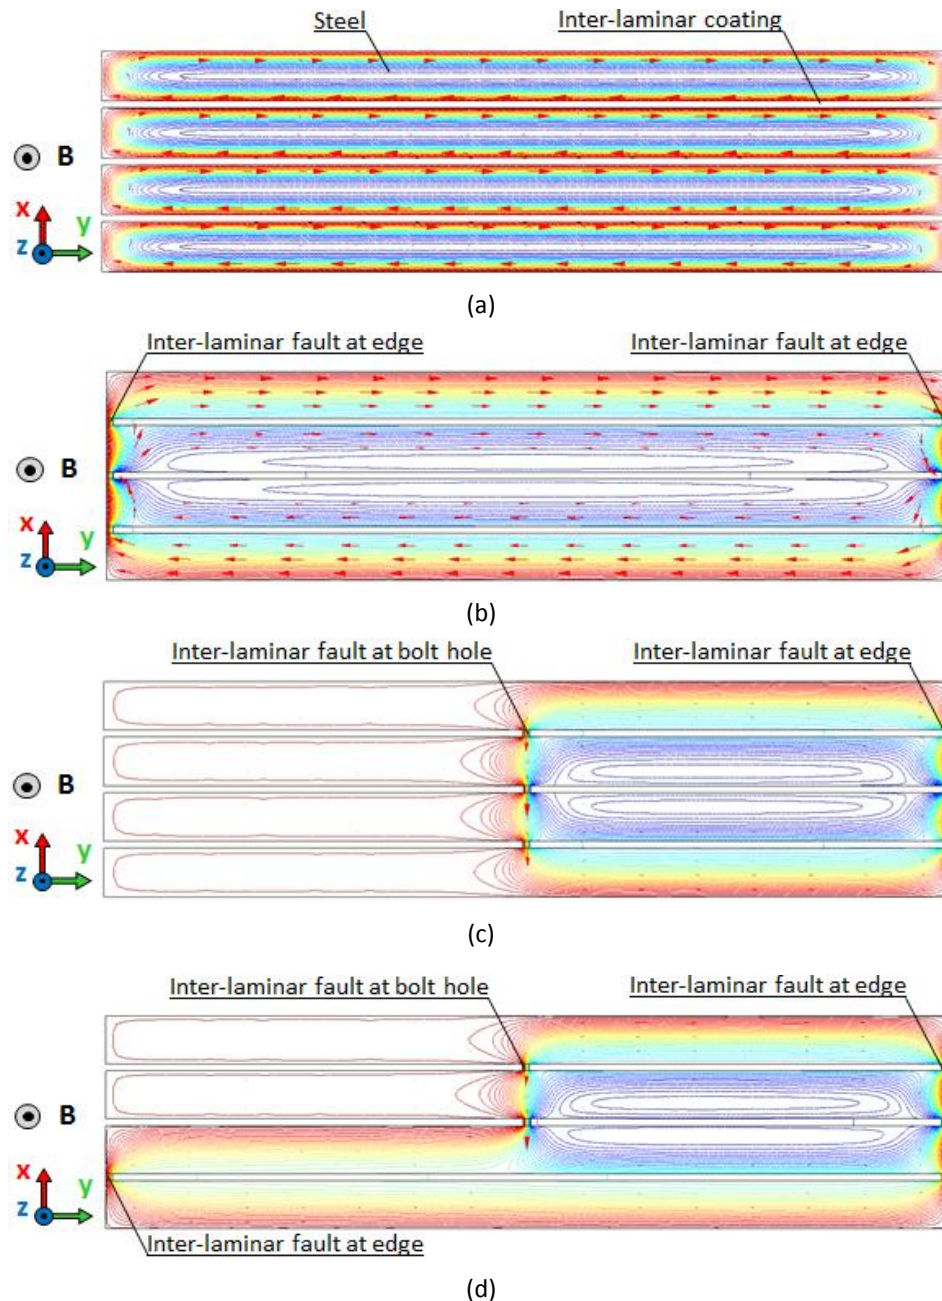 Steel Inter-laminar coating
B
x
y
z
(a)
Inter-laminar fault at edge Inter-laminar fault at edge
B
x
y
z
(b)
Inter-laminar fault at bolt hole Inter-laminar fault at edge
B
x
y
z
(c)
Inter-laminar fault at bolt hole Inter-laminar fault at edge
B
x
y
z
Inter-laminar fault at edge
(d)